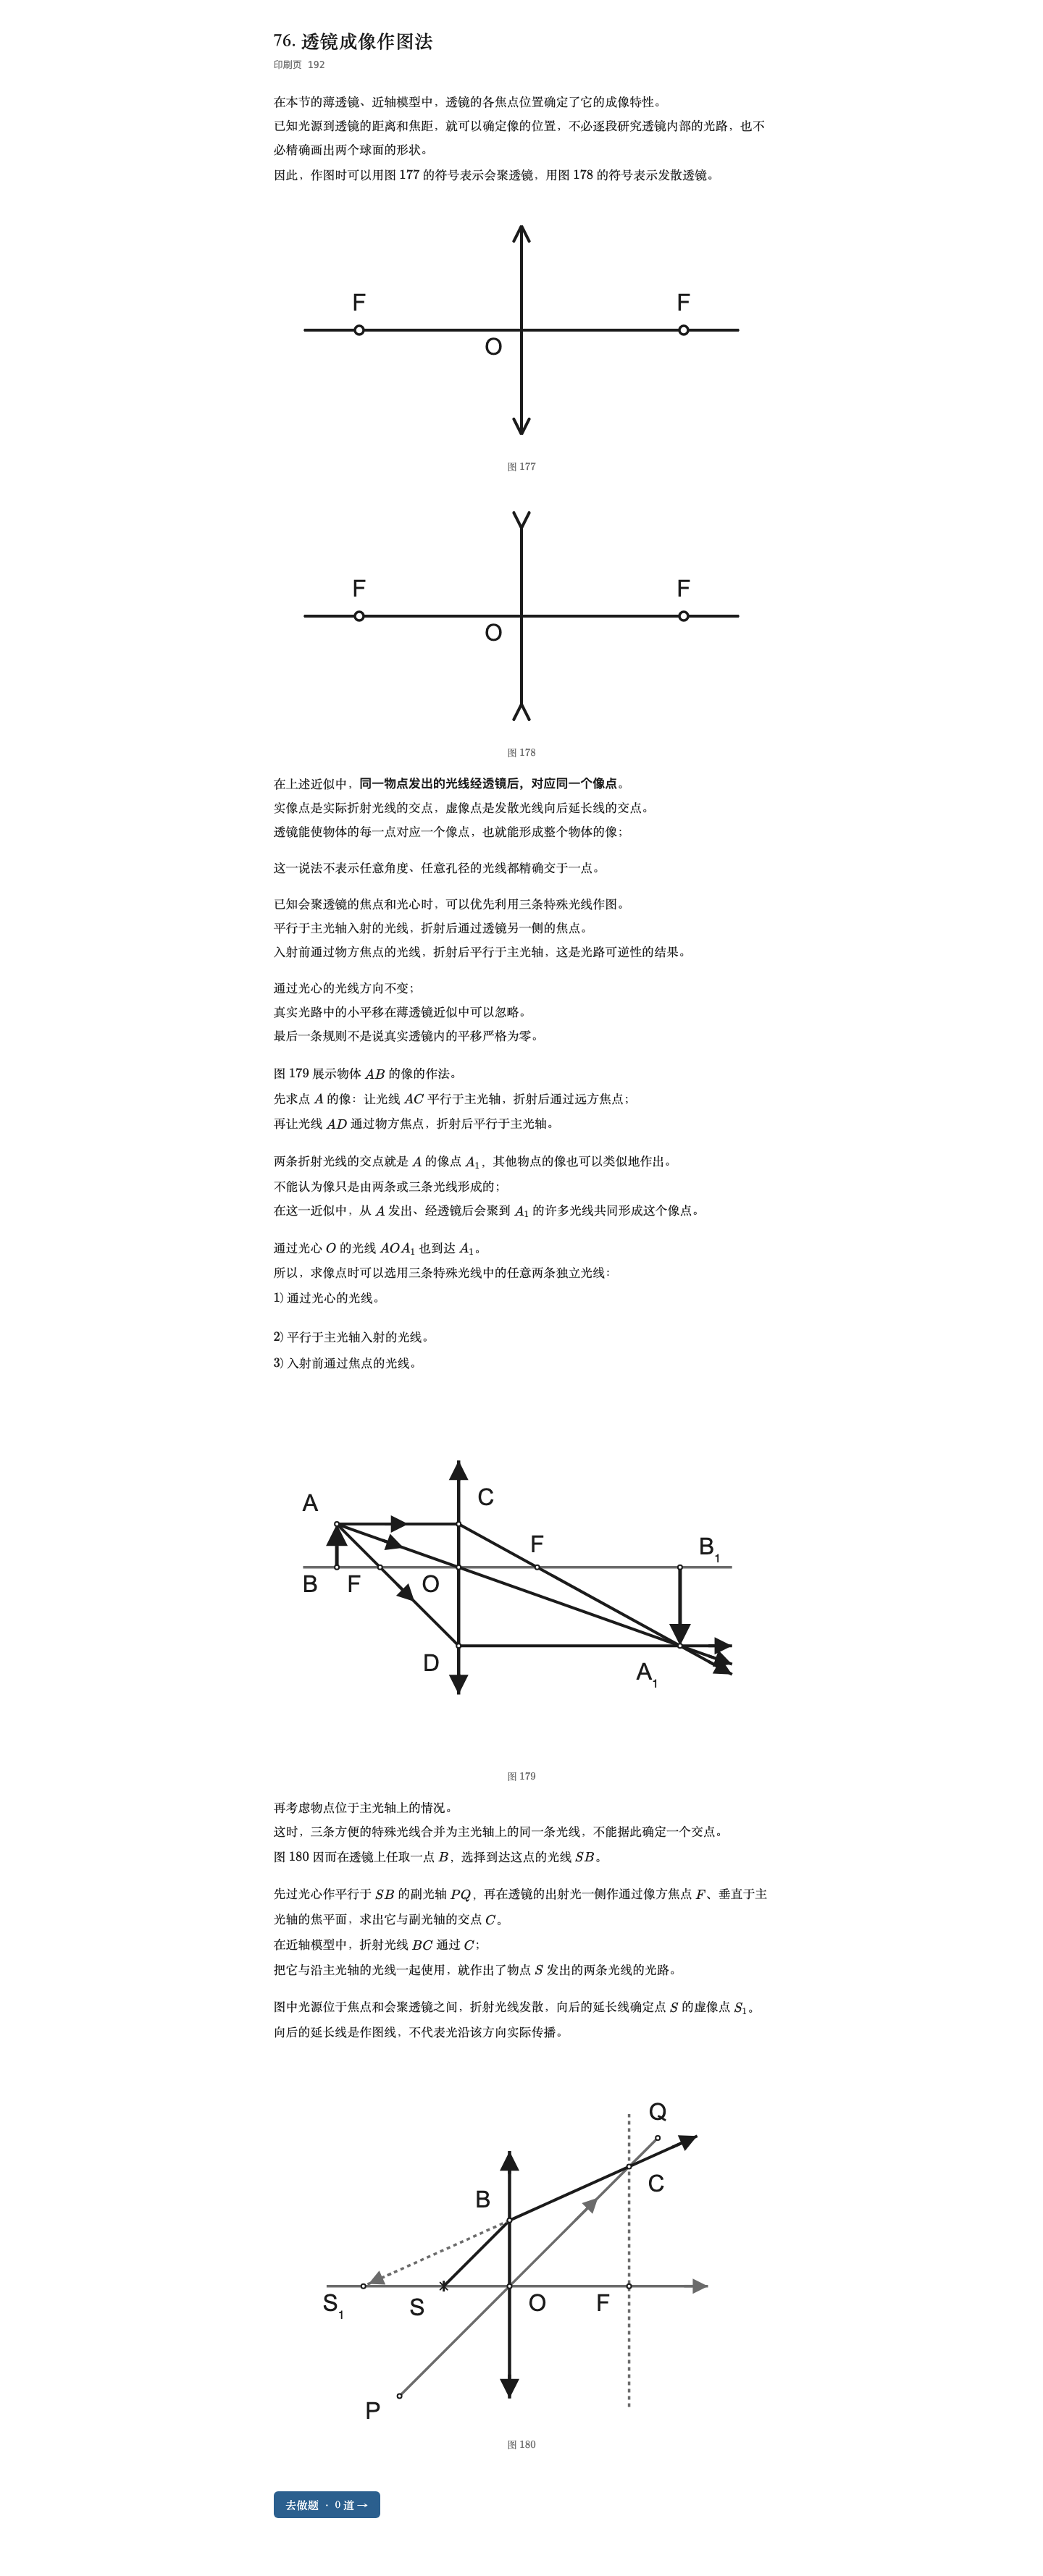 76. 透镜成像作图法
印刷页 192
在本节的薄透镜、近轴模型中，透镜的各焦点位置确定了它的成像特性。
已知光源到透镜的距离和焦距，就可以确定像的位置，不必逐段研究透镜内部的光路，也不
必精确画出两个球面的形状。
因此，作图时可以用图 177 的符号表示会聚透镜，用图 178 的符号表示发散透镜。
F
F
O
图 177
F
F
O
图 178
在上述近似中，同一物点发出的光线经透镜后，对应同一个像点。
实像点是实际折射光线的交点，虚像点是发散光线向后延长线的交点。
透镜能使物体的每一点对应一个像点，也就能形成整个物体的像；
这一说法不表示任意角度、任意孔径的光线都精确交于一点。
已知会聚透镜的焦点和光心时，可以优先利用三条特殊光线作图。
平行于主光轴入射的光线，折射后通过透镜另一侧的焦点。
入射前通过物方焦点的光线，折射后平行于主光轴，这是光路可逆性的结果。
通过光心的光线方向不变；
真实光路中的小平移在薄透镜近似中可以忽略。
最后一条规则不是说真实透镜内的平移严格为零。
图 179 展示物体 AB 的像的作法。
先求点 A 的像：让光线 AC 平行于主光轴，折射后通过远方焦点；
再让光线 AD 通过物方焦点，折射后平行于主光轴。
两条折射光线的交点就是 A 的像点 A₁，其他物点的像也可以类似地作出。
不能认为像只是由两条或三条光线形成的；
在这一近似中，从 A 发出、经透镜后会聚到 A₁ 的许多光线共同形成这个像点。
通过光心 O 的光线 AOA₁ 也到达 A₁。
所以，求像点时可以选用三条特殊光线中的任意两条独立光线：
1) 通过光心的光线。
2) 平行于主光轴入射的光线。
3) 入射前通过焦点的光线。
A
C
F
B₁
B
F
O
D
A₁
图 179
再考虑物点位于主光轴上的情况。
这时，三条方便的特殊光线合并为主光轴上的同一条光线，不能据此确定一个交点。
图 180 因而在透镜上任取一点 B，选择到达这点的光线 SB。
先过光心作平行于 SB 的副光轴 PQ，再在透镜的出射光一侧作通过像方焦点 F、垂直于主
光轴的焦平面，求出它与副光轴的交点 C。
在近轴模型中，折射光线 BC 通过 C；
把它与沿主光轴的光线一起使用，就作出了物点 S 发出的两条光线的光路。
图中光源位于焦点和会聚透镜之间，折射光线发散，向后的延长线确定点 S 的虚像点 S₁。
向后的延长线是作图线，不代表光沿该方向实际传播。
Q
C
B
S₁
S
O
F
P
图 180
去做题 · 0 道 →